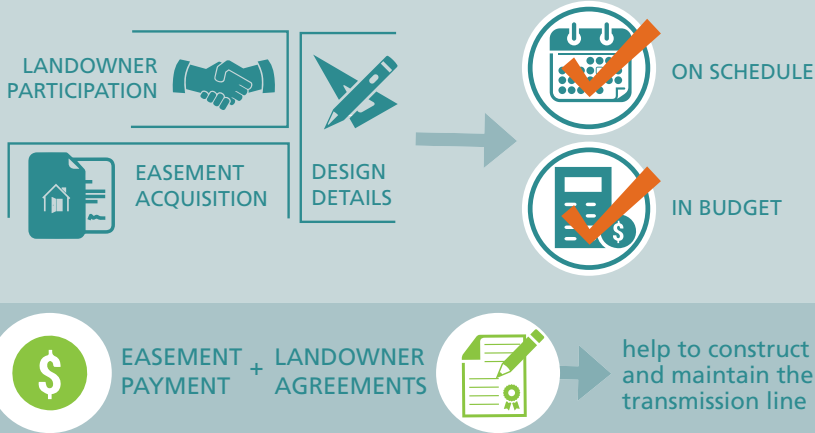 LANDOWNER
PARTICIPATION
EASEMENT
ACQUISITION
DESIGN
DETAILS
ON SCHEDULE
IN BUDGET
$
$
EASEMENT
PAYMENT
+
LANDOWNER
AGREEMENTS
help to construct
and maintain the
transmission line